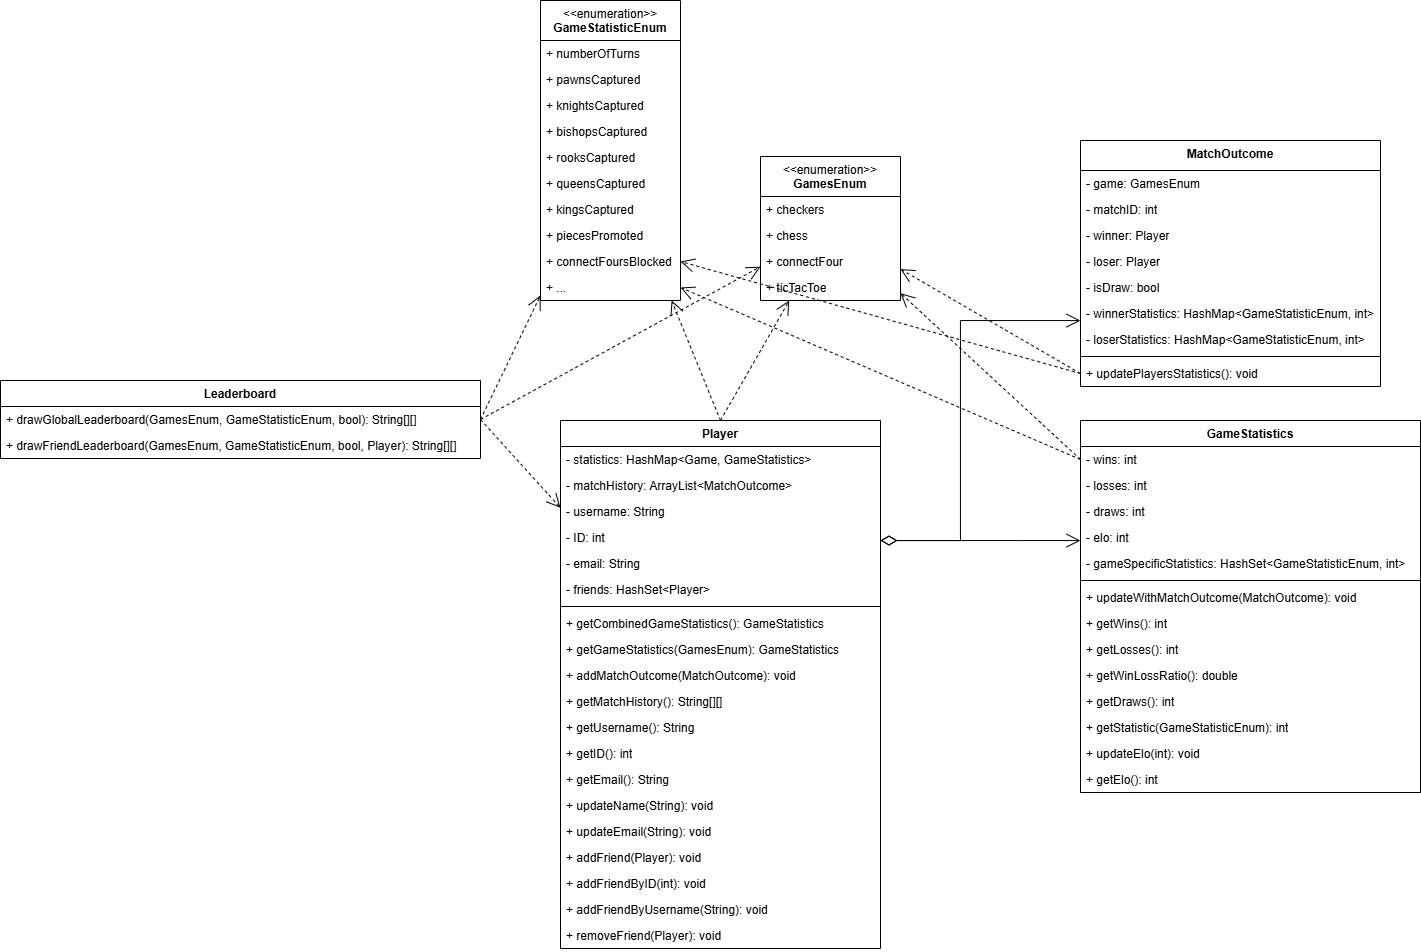 <<enumeration>>
GameStatisticEnum
+ numberOfTurns
+ pawnsCaptured
+ knightsCaptured
+ bishopsCaptured
+ rooksCaptured
+ queensCaptured
+ kingsCaptured
+ piecesPromoted
+ connectFoursBlocked
+ ...
<<enumeration>>
GamesEnum
+ checkers
+ chess
+ connectFour
+ ticTacToe
MatchOutcome
- game: GamesEnum
- matchID: int
- winner: Player
- loser: Player
- isDraw: bool
- winnerStatistics: HashMap<GameStatisticEnum, int>
- loserStatistics: HashMap<GameStatisticEnum, int>
+ updatePlayersStatistics(): void
Leaderboard
+ drawGlobalLeaderboard(GamesEnum, GameStatisticEnum, bool): String[][]
+ drawFriendLeaderboard(GamesEnum, GameStatisticEnum, bool, Player): String[][]
Player
- statistics: HashMap<Game, GameStatistics>
- matchHistory: ArrayList<MatchOutcome>
- username: String
- ID: int
- email: String
- friends: HashSet<Player>
+ getCombinedGameStatistics(): GameStatistics
+ getGameStatistics(GamesEnum): GameStatistics
+ addMatchOutcome(MatchOutcome): void
+ getMatchHistory(): String[][]
+ getUsername(): String
+ getID(): int
+ getEmail(): String
+ updateName(String): void
+ updateEmail(String): void
+ addFriend(Player): void
+ addFriendByID(int): void
+ addFriendByUsername(String): void
+ removeFriend(Player): void
GameStatistics
- wins: int
- losses: int
- draws: int
- elo: int
- gameSpecificStatistics: HashSet<GameStatisticEnum, int>
+ updateWithMatchOutcome(MatchOutcome): void
+ getWins(): int
+ getLosses(): int
+ getWinLossRatio(): double
+ getDraws(): int
+ getStatistic(GameStatisticEnum): int
+ updateElo(int): void
+ getElo(): int